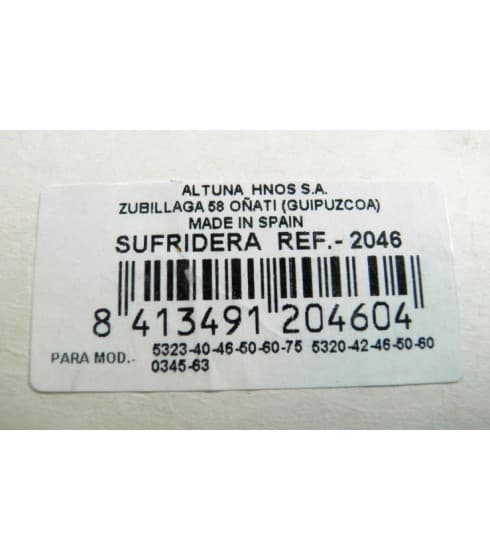 ALTUNA HNOS S.A.
ZUBILLAGA 58 OÑATI (GUIPUZCOA)
MADE IN SPAIN
SUFRIDERA REF.- 2046
8 413491 204604
PARA MOD.- 5323-40-46-50-60-75 5320-42-46-50-60
0345-63